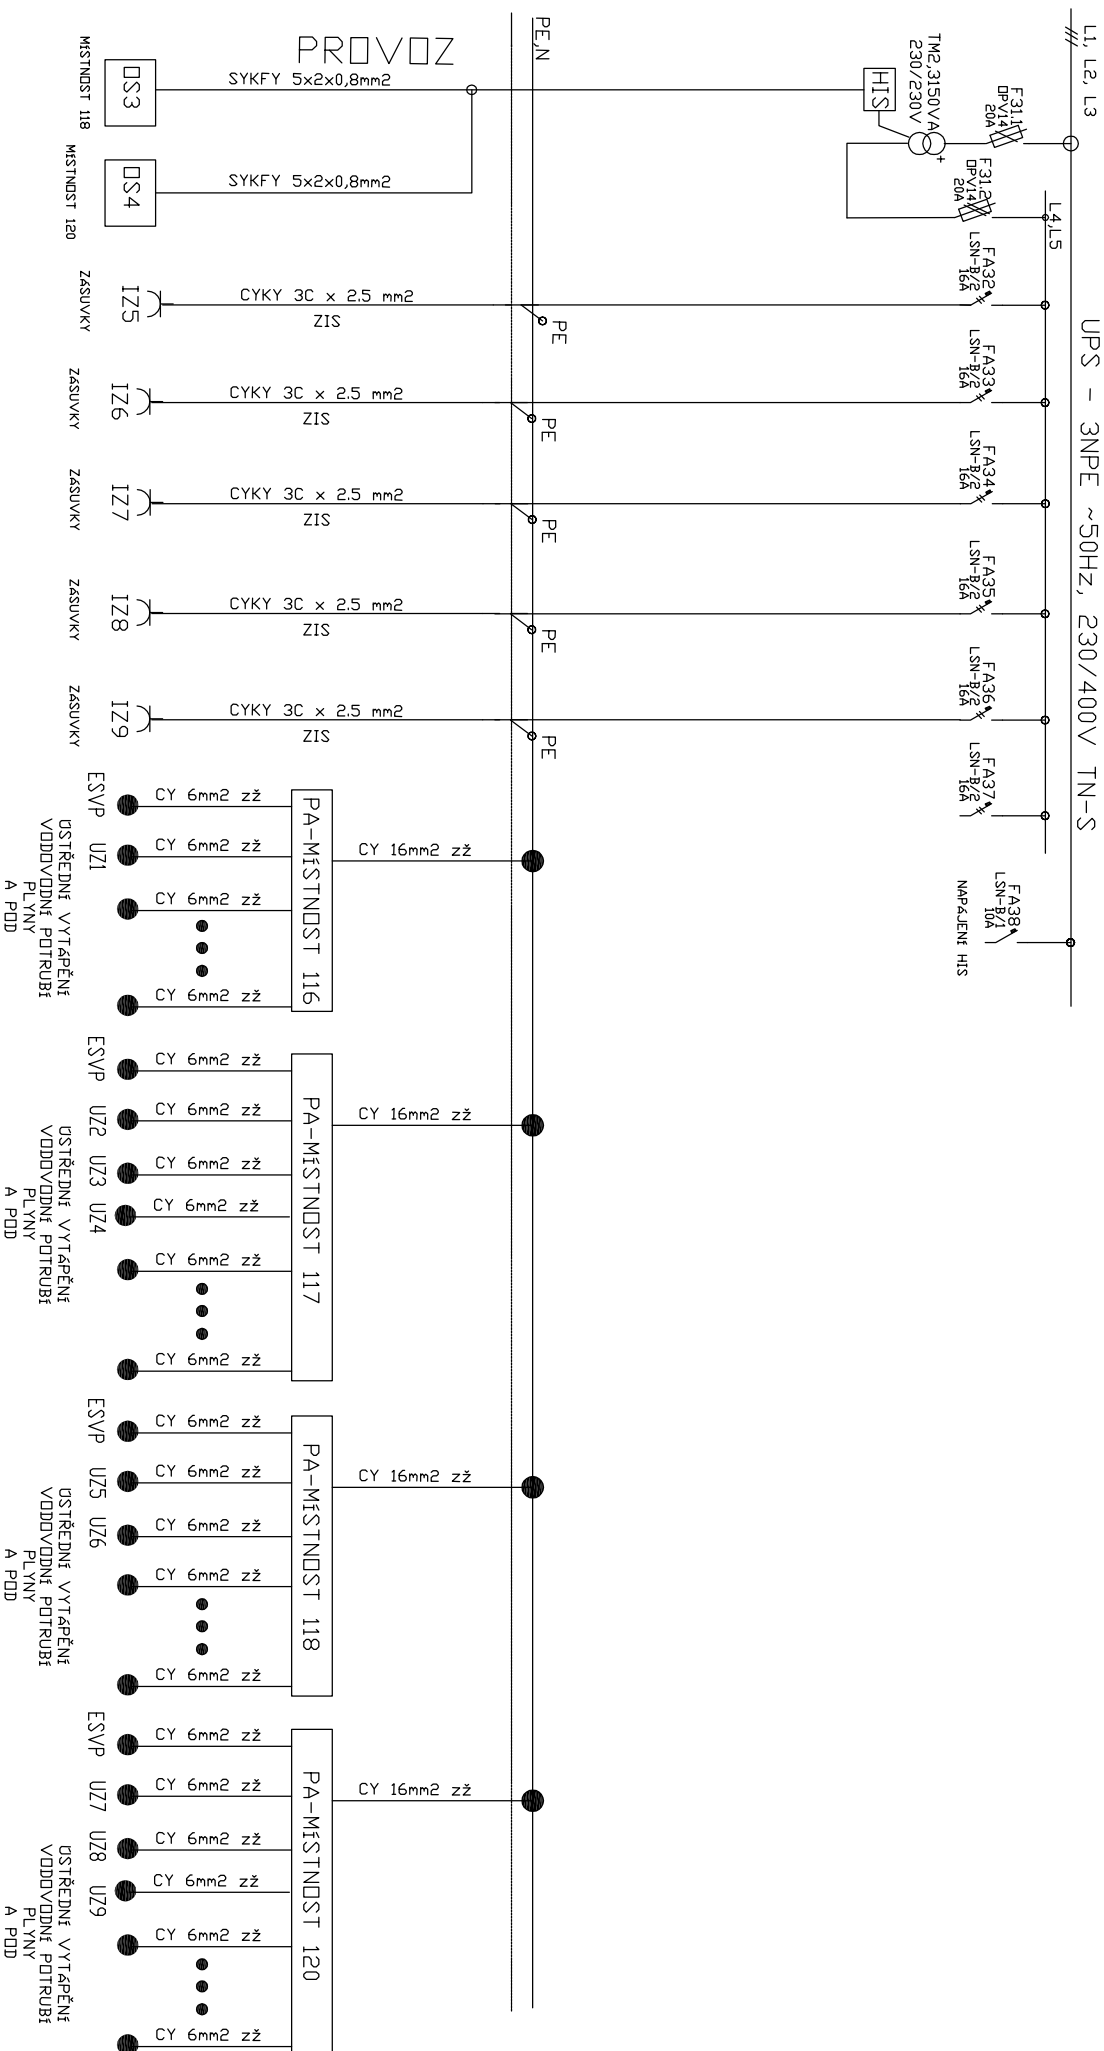 UPS - 3NPE ~50Hz, 230/400V TN-S
L1, L2, L3
F31.1
OPV14
20A
TM2,3150VA
230/230V
+
HIS
F31.2
OPV14
20A
L4,L5
FA32
LSN-B/2
16A
FA33
LSN-B/2
16A
FA34
LSN-B/2
16A
FA35
LSN-B/2
16A
FA36
LSN-B/2
16A
FA37
LSN-B/2
16A
FA38
LSN-B/1
10A
NAPÁJENÍ HIS
PE,N
PE
PE
PE
PE
PE
PROVOZ
SYKFY 5x2x0,8mm2
SYKFY 5x2x0,8mm2
CYKY 3C x 2.5 mm2
ZIS
CYKY 3C x 2.5 mm2
ZIS
CYKY 3C x 2.5 mm2
ZIS
CYKY 3C x 2.5 mm2
ZIS
CYKY 3C x 2.5 mm2
ZIS
OS3
MÍSTNOST 118
OS4
MÍSTNOST 120
IZ5
ZÁSUVKY
IZ6
ZÁSUVKY
IZ7
ZÁSUVKY
IZ8
ZÁSUVKY
IZ9
ZÁSUVKY
CY 16mm2 zž
PA-MÍSTNOST 116
CY 6mm2 zž
CY 6mm2 zž
CY 6mm2 zž
CY 6mm2 zž
ESVP
UZ1
ÚSTŘEDNÍ VYTÁPĚNÍ
VODOVODNÍ POTRUBÍ
PLYNY
A POD
CY 16mm2 zž
PA-MÍSTNOST 117
CY 6mm2 zž
CY 6mm2 zž
CY 6mm2 zž
CY 6mm2 zž
CY 6mm2 zž
CY 6mm2 zž
ESVP
UZ2
UZ3
UZ4
ÚSTŘEDNÍ VYTÁPĚNÍ
VODOVODNÍ POTRUBÍ
PLYNY
A POD
CY 16mm2 zž
PA-MÍSTNOST 118
CY 6mm2 zž
CY 6mm2 zž
CY 6mm2 zž
CY 6mm2 zž
CY 6mm2 zž
ESVP
UZ5
UZ6
ÚSTŘEDNÍ VYTÁPĚNÍ
VODOVODNÍ POTRUBÍ
PLYNY
A POD
CY 16mm2 zž
PA-MÍSTNOST 120
CY 6mm2 zž
CY 6mm2 zž
CY 6mm2 zž
CY 6mm2 zž
CY 6mm2 zž
CY 6mm2 zž
ESVP
UZ7
UZ8
UZ9
ÚSTŘEDNÍ VYTÁPĚNÍ
VODOVODNÍ POTRUBÍ
PLYNY
A POD